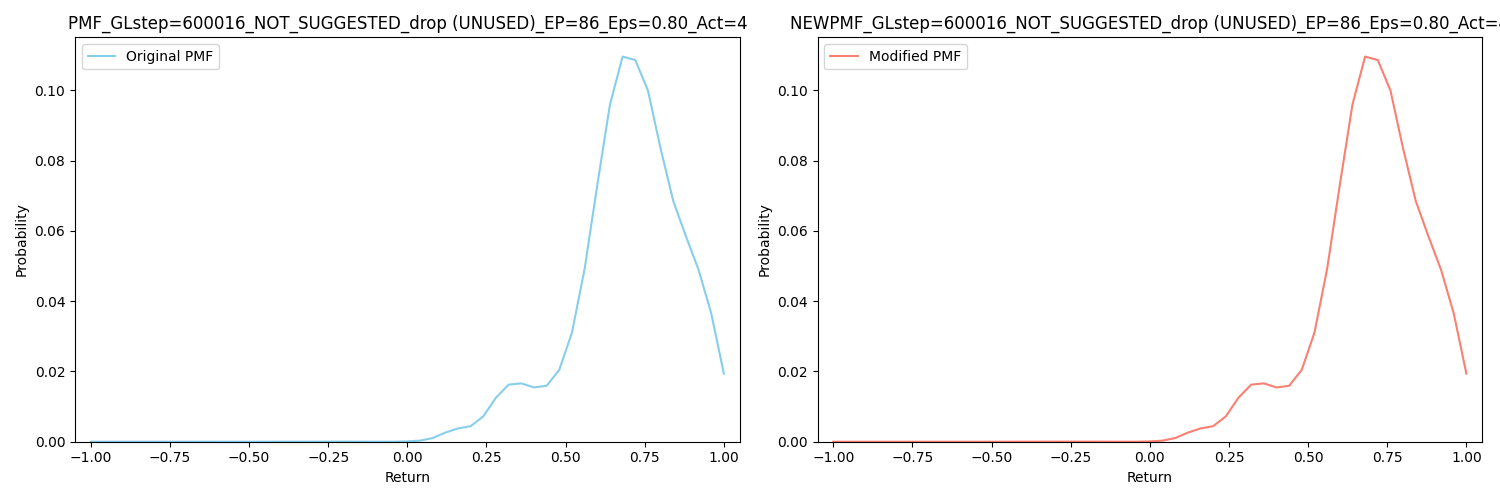 PMF_GLstep=600016_NOT_SUGGESTED_drop (UNUSED)_EP=86_Eps=0.80_Act=4
Original PMF
Probability
0.10
0.08
0.06
0.04
0.02
0.00
−1.00 −0.75 −0.50 −0.25 0.00 0.25 0.50 0.75 1.00
Return
NEWPMF_GLstep=600016_NOT_SUGGESTED_drop (UNUSED)_EP=86_Eps=0.80_Act=
Modified PMF
Probability
0.10
0.08
0.06
0.04
0.02
0.00
−1.00 −0.75 −0.50 −0.25 0.00 0.25 0.50 0.75 1.00
Return